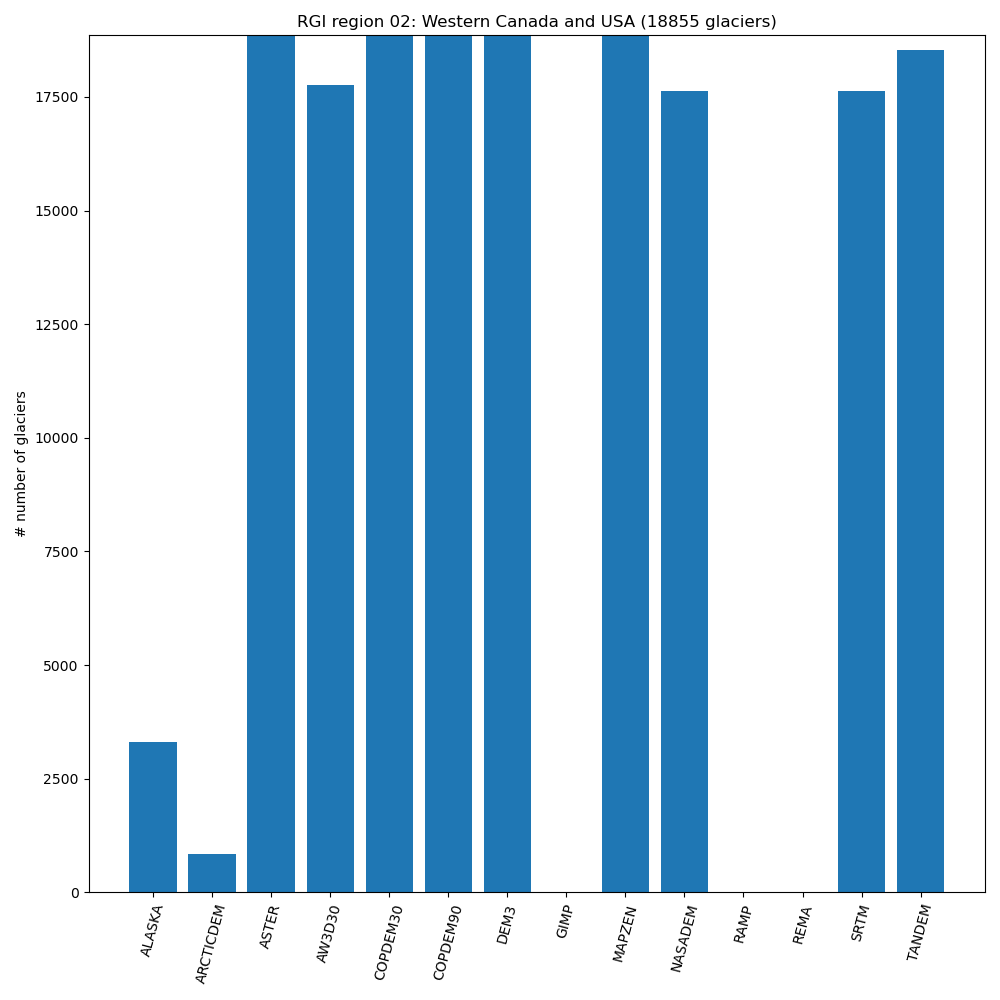 RGI region 02: Western Canada and USA (18855 glaciers)
# number of glaciers
17500
15000
12500
10000
7500
5000
2500
0
ALASKA
ARCTICDEM
ASTER
AW3D30
COPDEM30
COPDEM90
DEM3
GIMP
MAPZEN
NASADEM
RAMP
REMA
SRTM
TANDEM